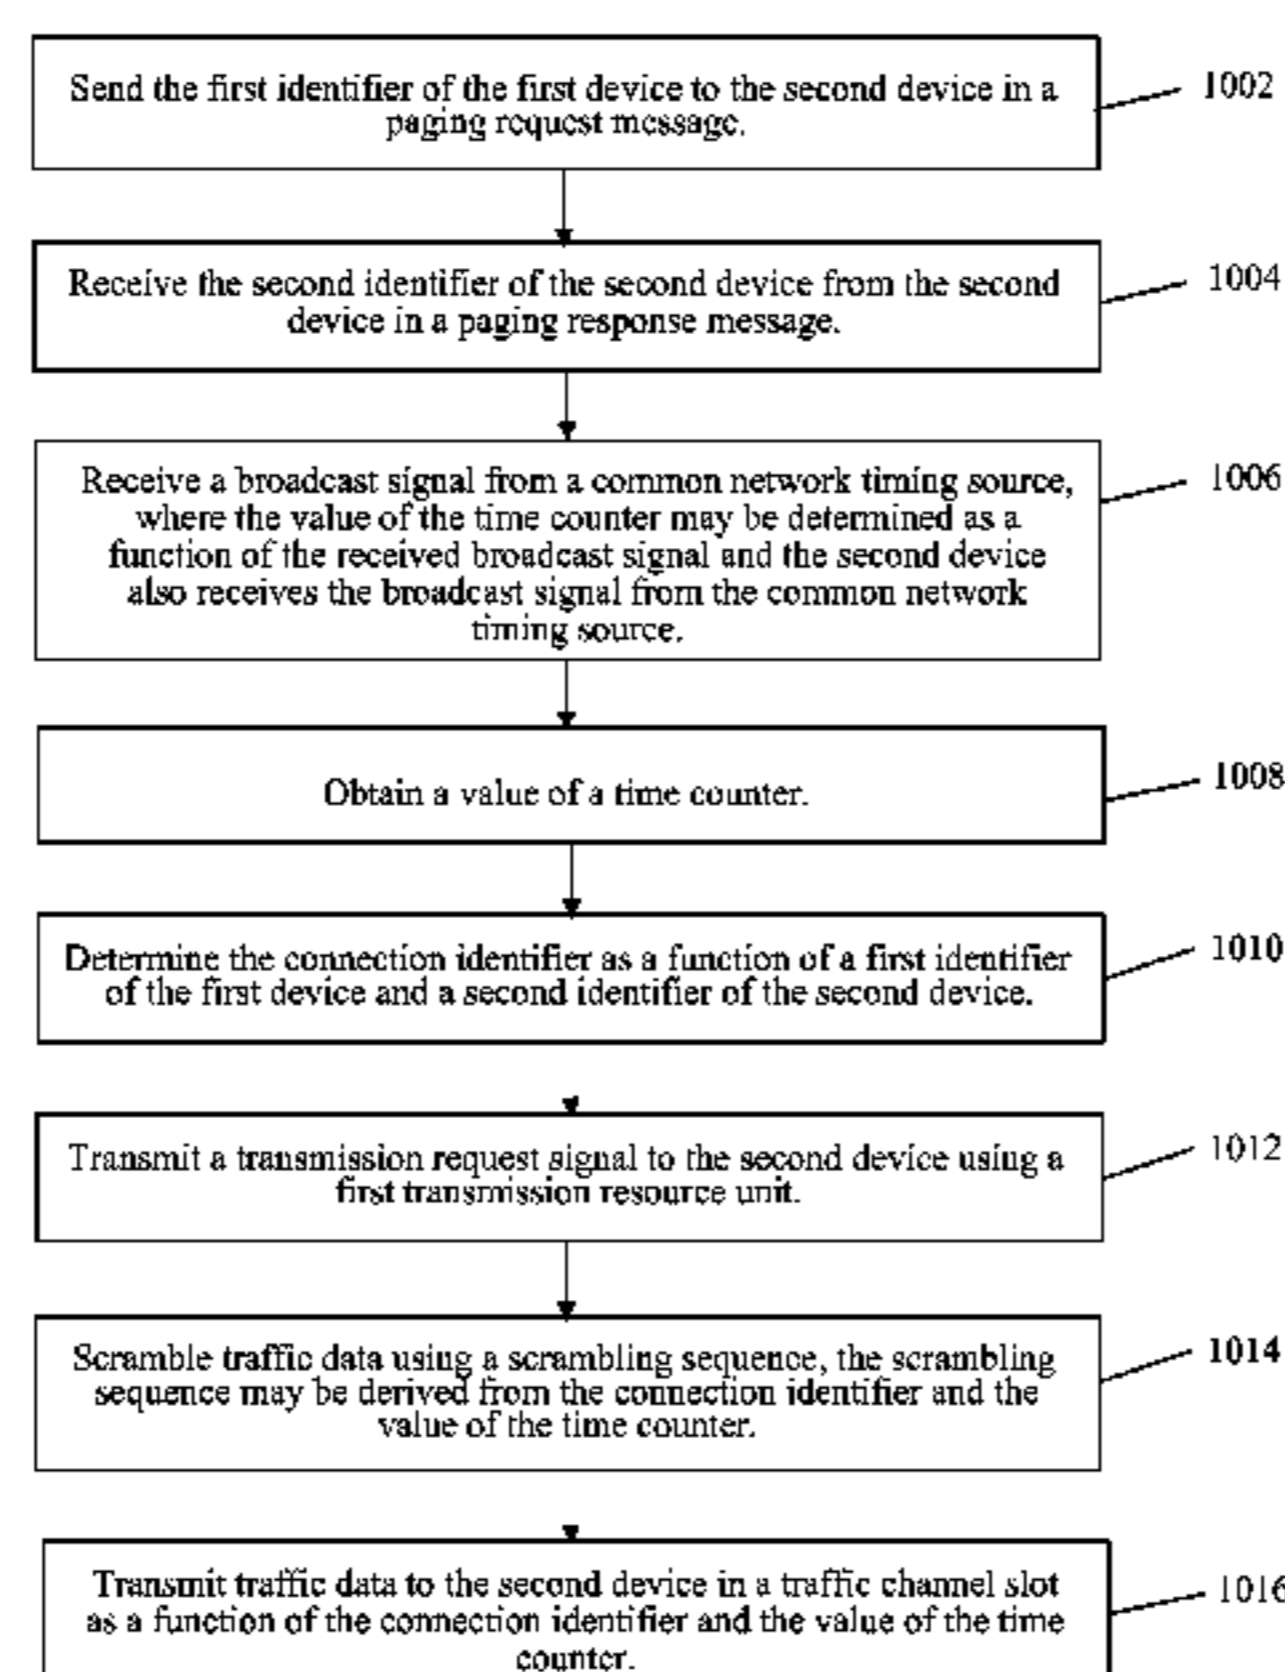 Send the first identifier of the first device to the second device in a
paging request message.
1002
Receive the second identifier of the second device from the second
device in a paging response message.
1004
Receive a broadcast signal from a common network timing source,
where the value of the time counter may be determined as a
function of the received broadcast signal and the second device
also receives the broadcast signal from the common network
timing source.
1006
Obtain a value of a time counter.
1008
Determine the connection identifier as a function of a first identifier
of the first device and a second identifier of the second device.
1010
Transmit a transmission request signal to the second device using a
first transmission resource unit.
1012
Scramble traffic data using a scrambling sequence, the scrambling
sequence may be derived from the connection identifier and the
value of the time counter.
1014
Transmit traffic data to the second device in a traffic channel slot
as a function of the connection identifier and the value of the time
counter.
1016